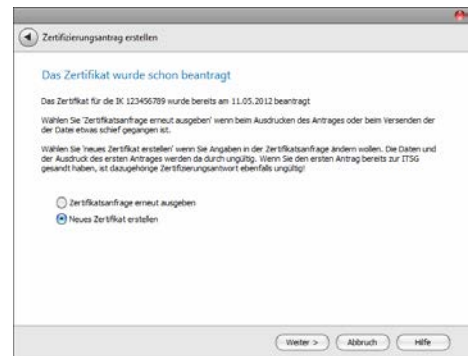 Zertifizierungsantrag erstellen
Das Zertifikat wurde schon beantragt
Das Zertifikat für die IK 123456789 wurde bereits am 11.05.2012 beantragt
Wählen Sie 'Zertifikatsanfrage erneut ausgeben' wenn beim Ausdrucken des Antrages oder beim Versenden der
der Datei etwas schief gegangen ist.
Wählen Sie 'neues Zertifikat erstellen' wenn Sie Angaben in der Zertifikatsanfrage ändern wollen. Die Daten und
der Ausdruck des ersten Antrages werden da durch ungültig. Wenn Sie den ersten Antrag bereits zur ITSG
gesandt haben, ist dazugehörige Zertifizierungsantwort ebenfalls ungültig!
Zertifikatsanfrage erneut ausgeben
Neues Zertifikat erstellen
Weiter > Abbruch Hilfe